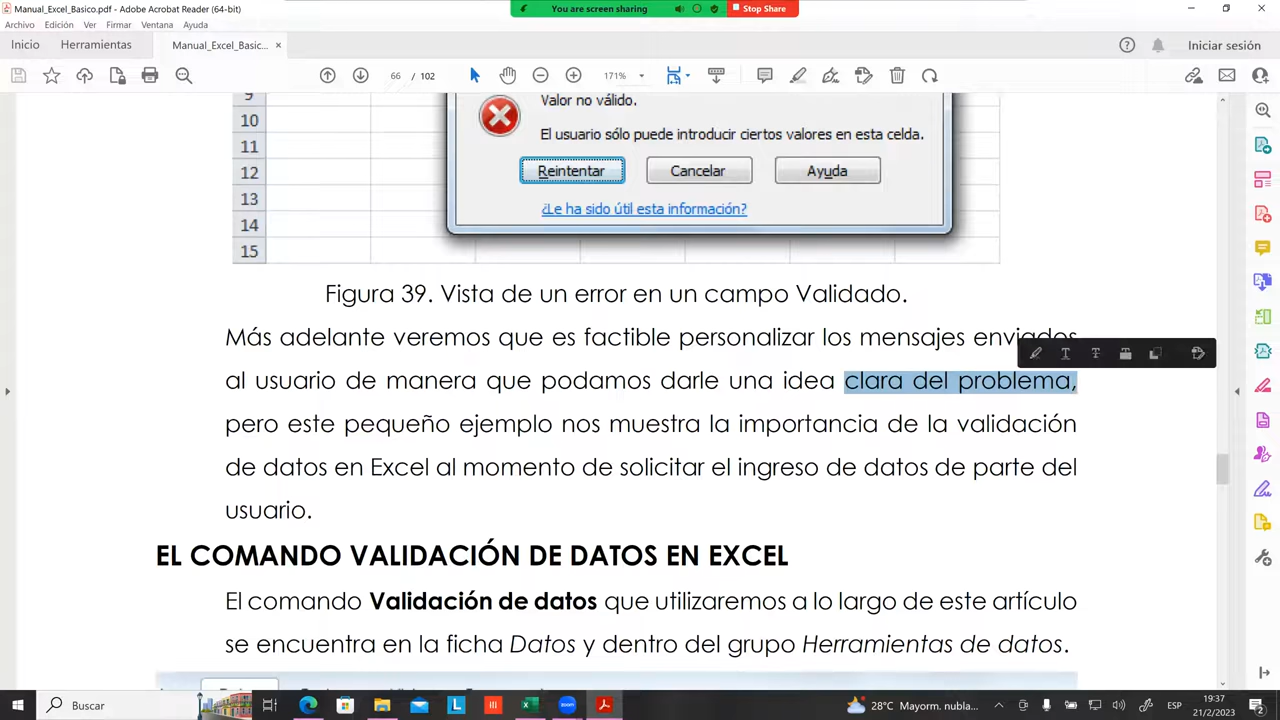 Manual_Excel_Basico.pdf - Adobe Acrobat Reader (64-bit)
You are screen sharing
Stop Share
Archivo Edición Ver Firmar Ventana Ayuda
Inicio Herramientas Manual_Excel_Basic... × Iniciar sesión
66 / 102 171%
9
10
11
12
13
14
15
Valor no válido.
El usuario sólo puede introducir ciertos valores en esta celda.
Reintentar Cancelar Ayuda
¿Le ha sido útil esta información?
Figura 39. Vista de un error en un campo Validado.
Más adelante veremos que es factible personalizar los mensajes enviados
al usuario de manera que podamos darle una idea clara del problema,
pero este pequeño ejemplo nos muestra la importancia de la validación
de datos en Excel al momento de solicitar el ingreso de datos de parte del
usuario.
EL COMANDO VALIDACIÓN DE DATOS EN EXCEL
El comando Validación de datos que utilizaremos a lo largo de este artículo
se encuentra en la ficha Datos y dentro del grupo Herramientas de datos.
Buscar
28°C Mayorm. nubla...
ESP
19:37
21/2/2023